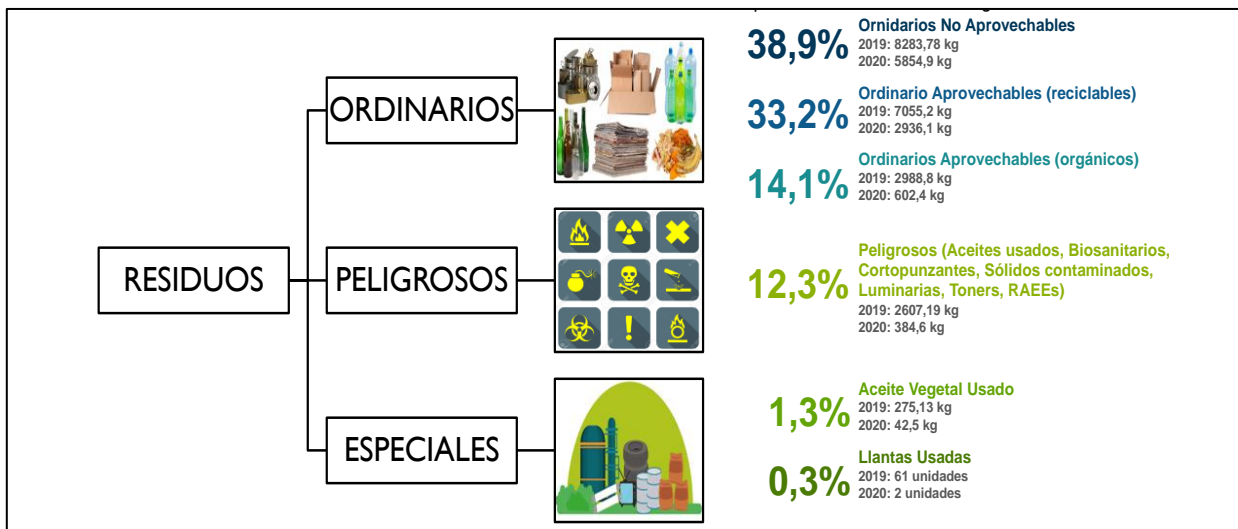 RESIDUOS
ORDINARIOS
PELIGROSOS
ESPECIALES
38,9%
Ornidarios No Aprovechables
2019: 8283,78 kg
2020: 5854,9 kg
33,2%
Ordinario Aprovechables (reciclables)
2019: 7055,2 kg
2020: 2936,1 kg
14,1%
Ordinarios Aprovechables (orgánicos)
2019: 2988,8 kg
2020: 602,4 kg
12,3%
Peligrosos (Aceites usados, Biosanitarios,
Cortopunzantes, Sólidos contaminados,
Luminarias, Toners, RAEEs)
2019: 2607,19 kg
2020: 384,6 kg
1,3%
Aceite Vegetal Usado
2019: 275,13 kg
2020: 42,5 kg
0,3%
Llantas Usadas
2019: 61 unidades
2020: 2 unidades